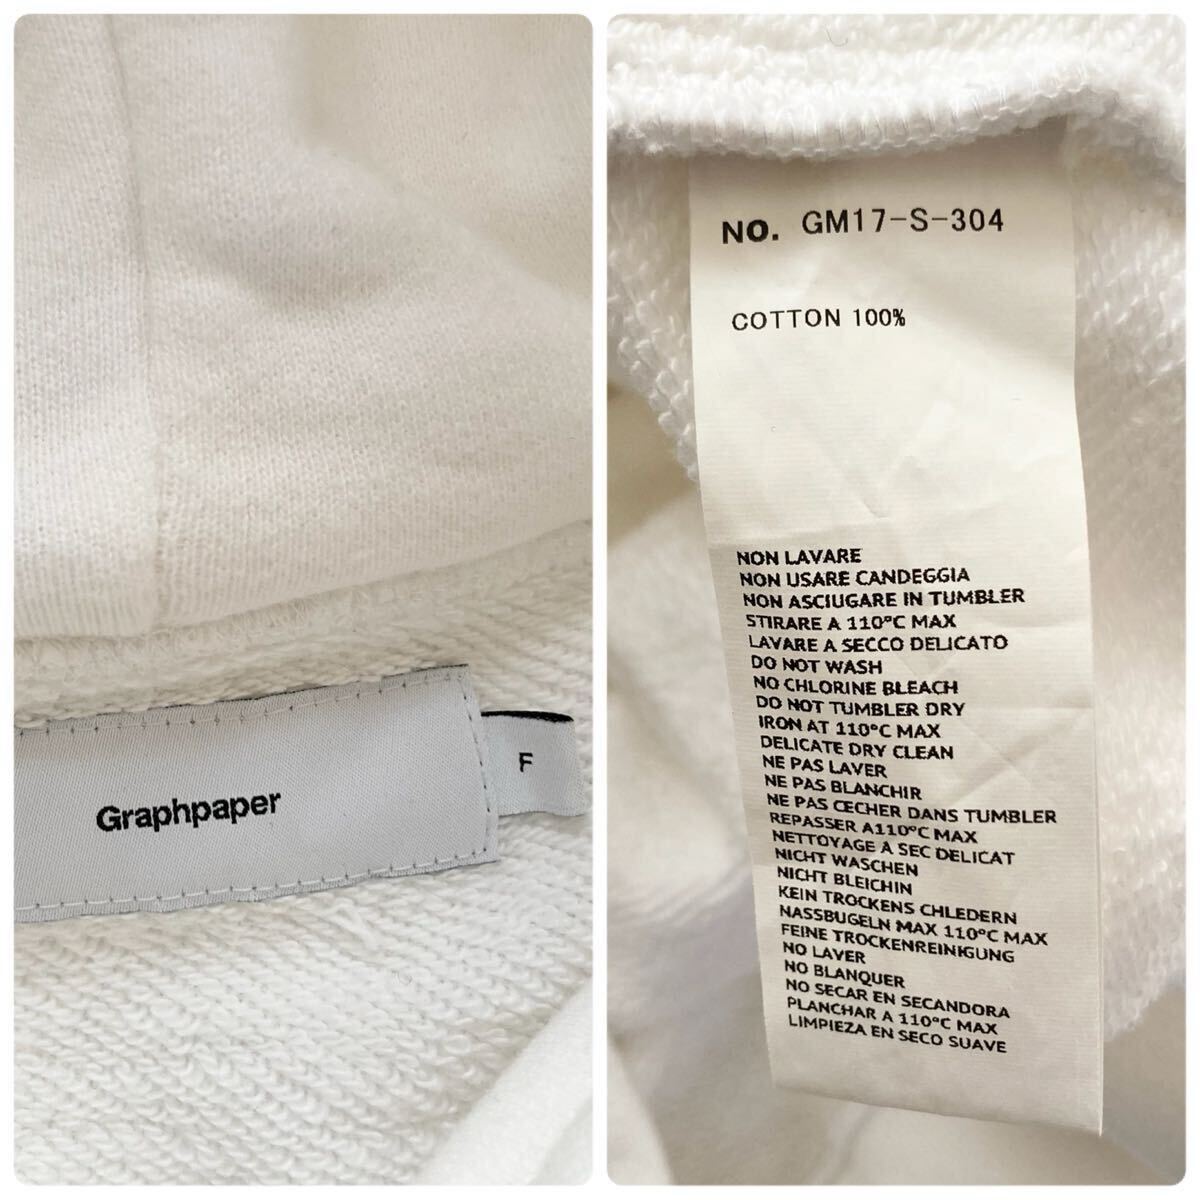 Graphpaper
F
NO. GM17-S-304
COTTON 100%
NON LAVARE
NON USARE CANDEGGIA
NON ASCIUGARE IN TUMBLER
STIRARE A 110°C MAX
LAVARE A SECCO DELICATO
DO NOT WASH
NO CHLORINE BLEACH
DO NOT TUMBLER DRY
IRON AT 110°C MAX
DELICATE DRY CLEAN
NE PAS LAVER
NE PAS BLANCHIR
NE PAS CECHER DANS TUMBLER
REPASSER A110°C MAX
NETTOYAGE A SEC DELICAT
NICHT WASCHEN
NICHT BLEICHIN
KEIN TROCKENS CHLEDERN
NASSBUGELN MAX 110°C MAX
FEINE TROCKENREINIGUNG
NO LAVER
NO BLANQUER
NO SECAR EN SECANDORA
PLANCHAR A 110°C MAX
LIMPIEZA EN SECO SUAVE